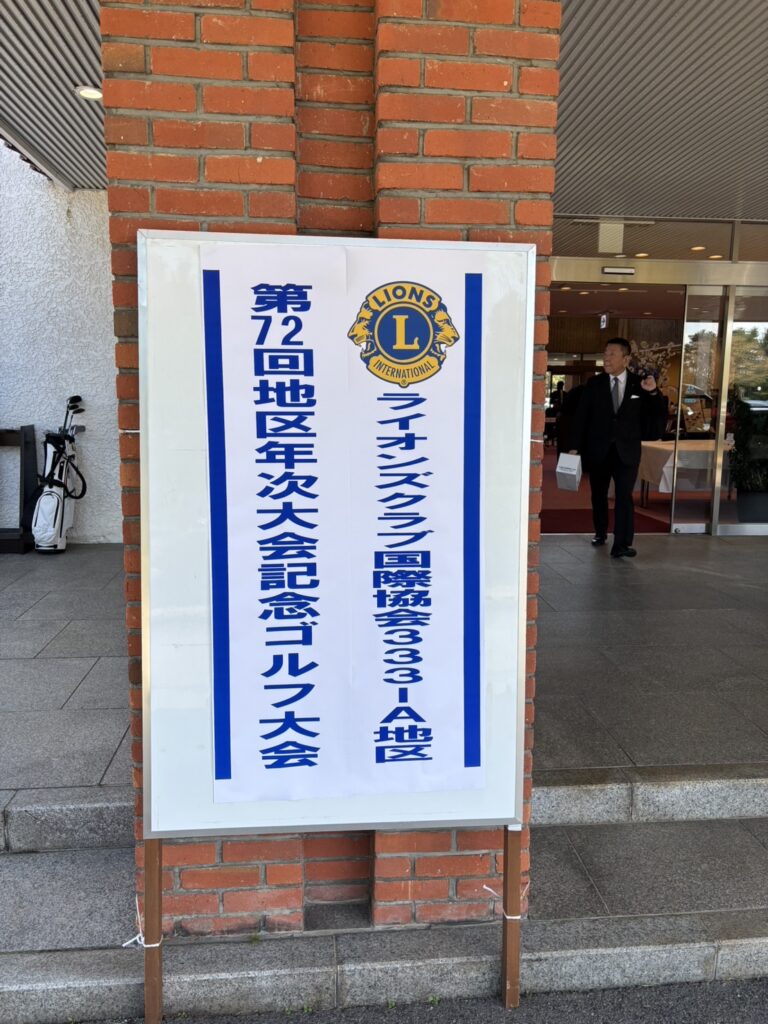 LIONS
L
INTERNATIONAL
ライオンズクラブ国際協会333-A地区
第72回地区年次大会記念ゴルフ大会